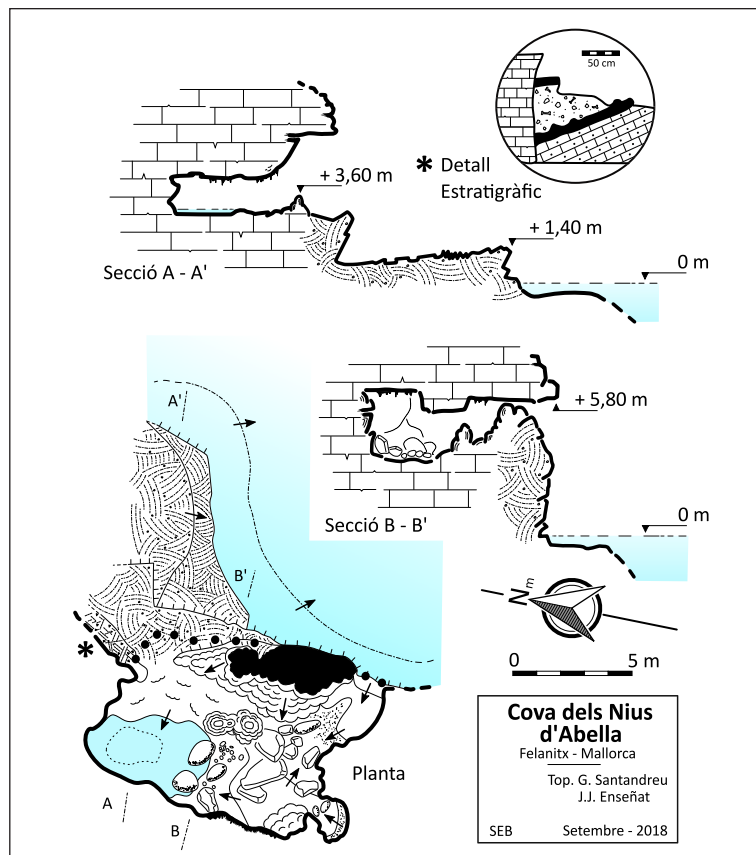 50 cm
* Detall
Estratigràfic
+ 3,60 m
+ 1,40 m
0 m
Secció A - A'
A'
+ 5,80 m
Secció B - B'
0 m
B'
Nm
*
0 5 m
Planta
A
B
Cova dels Nius
d'Abella
Felanitx - Mallorca
Top. G. Santandreu
J.J. Enseñat
SEB Setembre - 2018